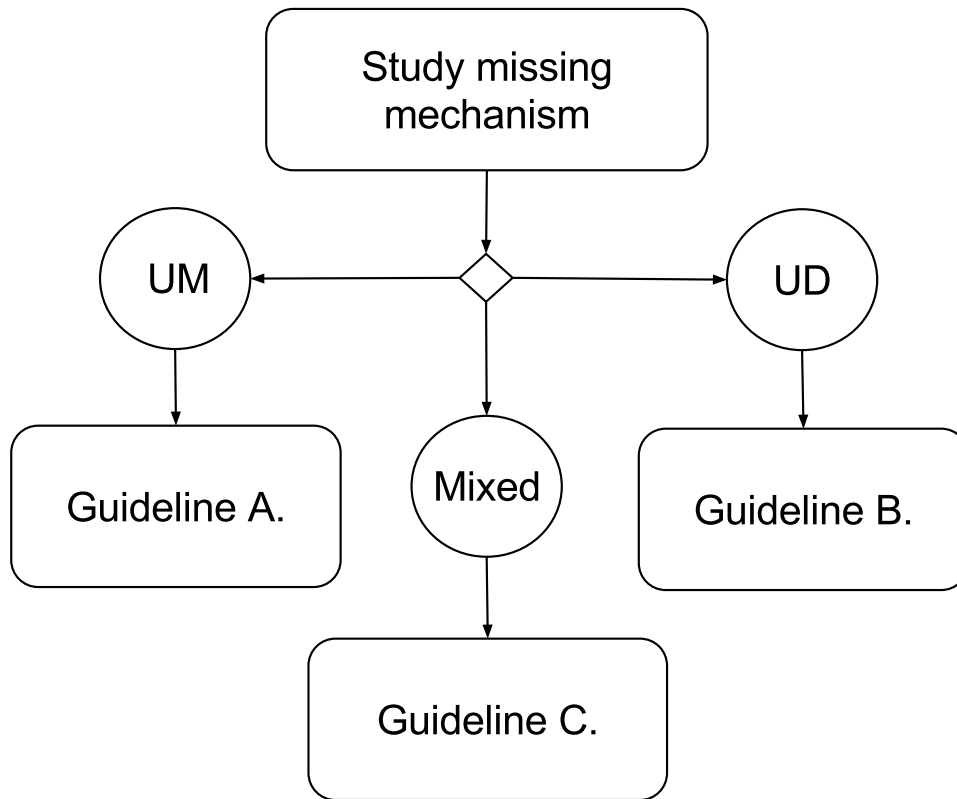 Study missing
mechanism
UM
UD
Mixed
Guideline A.
Guideline B.
Guideline C.